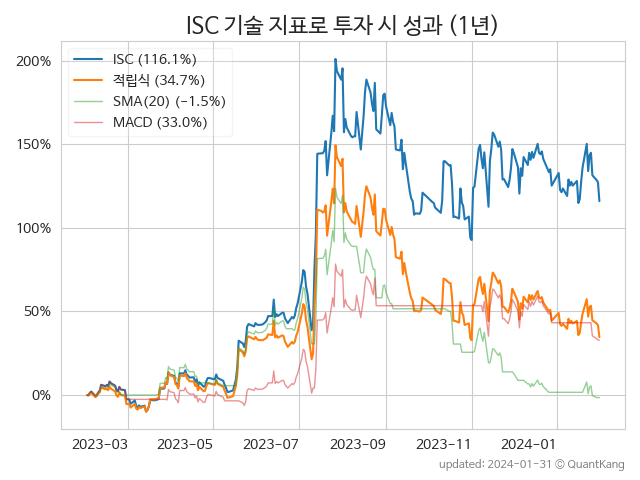 ISC 기술 지표로 투자 시 성과 (1년)
ISC (116.1%)
적립식 (34.7%)
SMA(20) (−1.5%)
MACD (33.0%)
200%
150%
100%
50%
0%
2023-03 2023-05 2023-07 2023-09 2023-11 2024-01
updated: 2024-01-31 © QuantKang